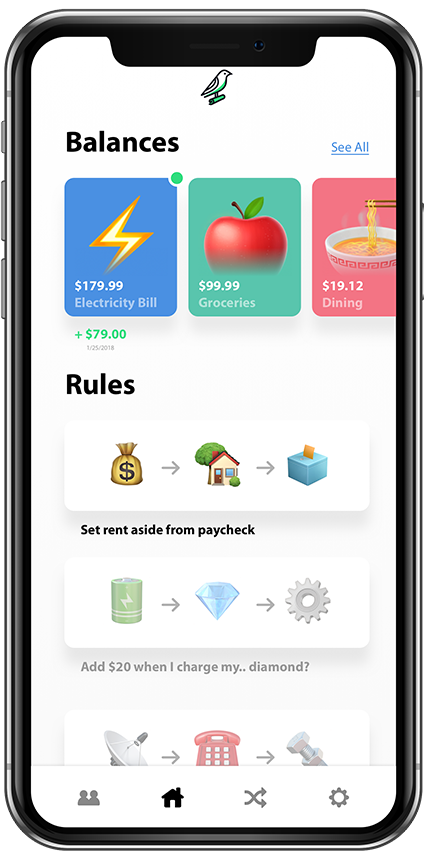 Balances
See All
$179.99
Electricity Bill
$99.99
Groceries
$19.12
Dining
+ $79.00
1/25/2018
Rules
$
Set rent aside from paycheck
Add $20 when I charge my.. diamond?